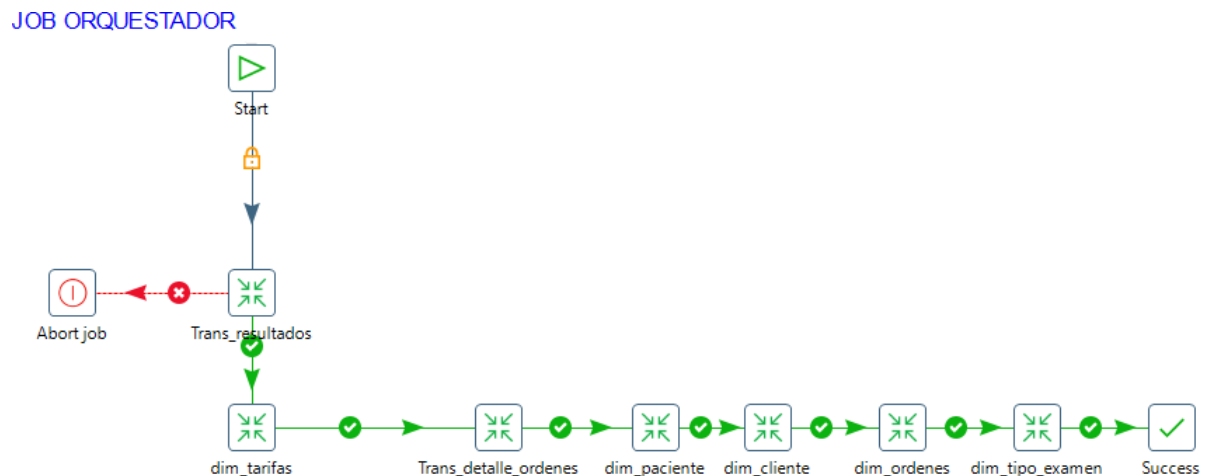 JOB ORQUESTADOR
Start
Abort job
Trans_resultados
dim_tarifas
Trans_detalle_ordenes
dim_paciente
dim_cliente
dim_ordenes
dim_tipo_examen
Success